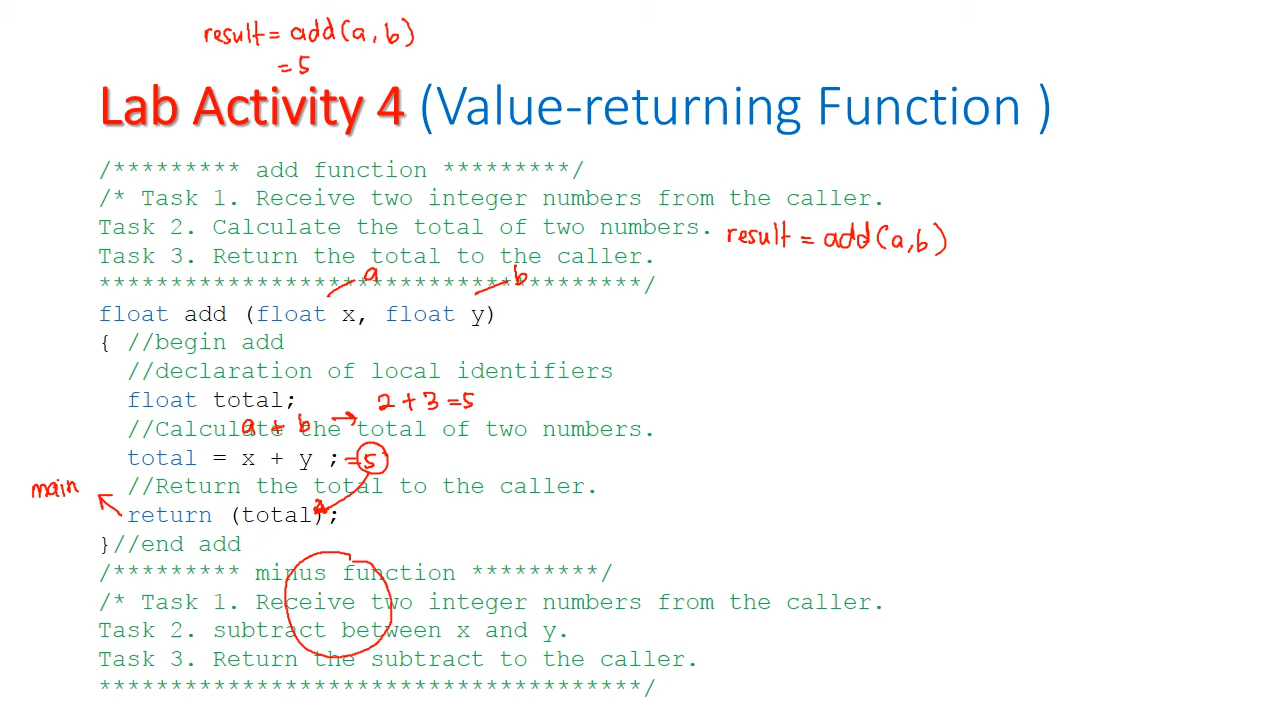 result = add(a, b)
= 5
Lab Activity 4 (Value-returning Function )
/********* add function *********/
/* Task 1. Receive two integer numbers from the caller.
Task 2. Calculate the total of two numbers.
result = add(a,b)
Task 3. Return the total to the caller.
**************************************/
a b
float add (float x, float y)
{ //begin add
//declaration of local identifiers
float total;
2 + 3 = 5
a + b →
//Calculate the total of two numbers.
total = x + y ; = 5
//Return the total to the caller.
main
return (total);
}//end add
/********* minus function *********/
/* Task 1. Receive two integer numbers from the caller.
Task 2. subtract between x and y.
Task 3. Return the subtract to the caller.
**************************************/